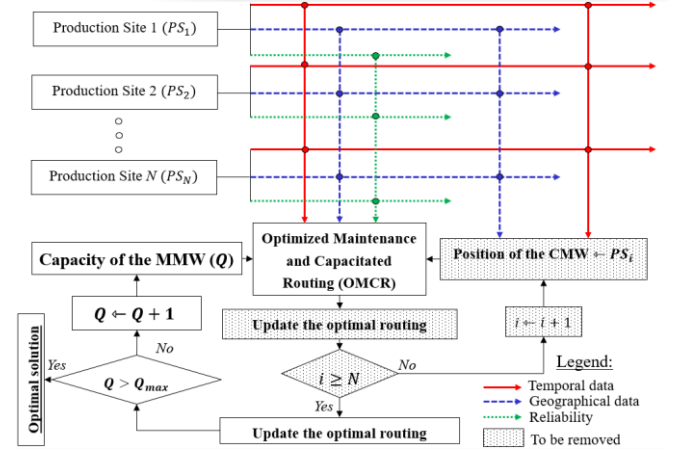 Production Site 1 (𝑃𝑆₁)
Production Site 2 (𝑃𝑆₂)
Production Site 𝑁 (𝑃𝑆_𝑁)
Optimized Maintenance
and Capacitated
Routing (OMCR)
Capacity of the MMW (𝑸)
Position of the CMW ← 𝑷𝑺ᵢ
𝑸 ← 𝑸 + 𝟏
Update the optimal routing
𝑖 ← 𝑖 + 1
Optimal solution
Yes
No
𝑸 > 𝑸_𝒎𝒂𝒙
𝑖 ≥ 𝑁
No
Yes
Update the optimal routing
Legend:
Temporal data
Geographical data
Reliability
To be removed